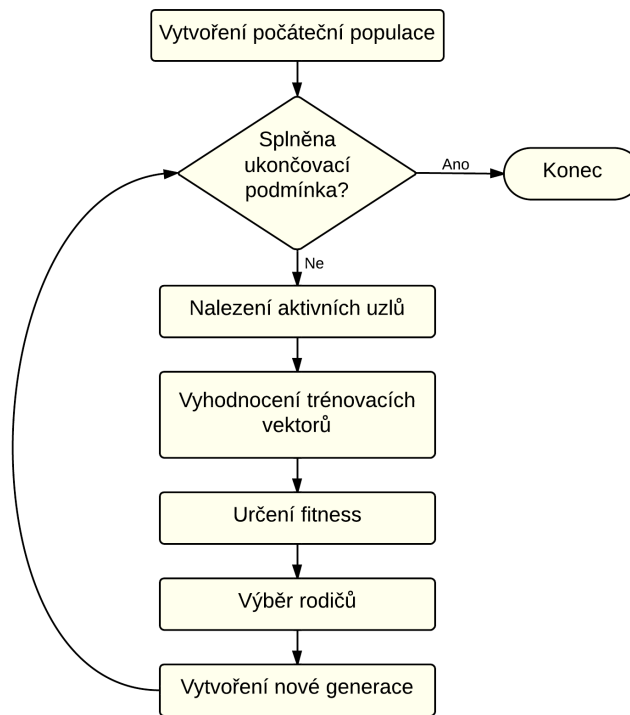 Vytvoření počáteční populace
Splněna
ukončovací
podmínka?
Ano
Konec
Ne
Nalezení aktivních uzlů
Vyhodnocení trénovacích
vektorů
Určení fitness
Výběr rodičů
Vytvoření nové generace